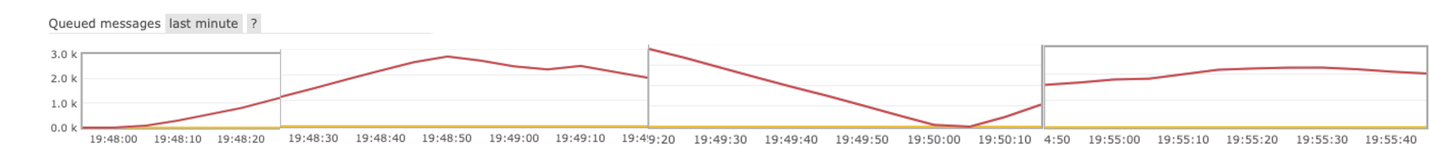 Queued messages last minute ?
3.0 k
2.0 k
1.0 k
0.0 k
19:48:00 19:48:10 19:48:20 19:48:30 19:48:40 19:48:50 19:49:00 19:49:10 19:49:20 19:49:30 19:49:40 19:49:50 19:50:00 19:50:10 4:50 19:55:00 19:55:10 19:55:20 19:55:30 19:55:40